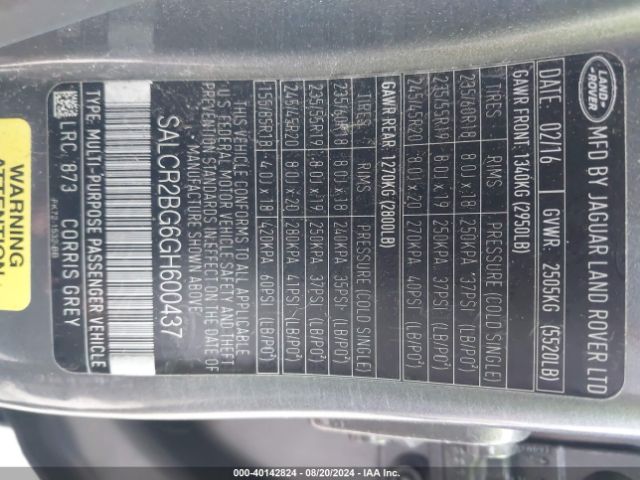 LAND
ROVER
MFD BY JAGUAR LAND ROVER LTD
DATE: 02/16 GVWR: 2505KG (5520LB)
GAWR FRONT: 1340KG (2950LB)
TIRES RIMS PRESSURE (COLD SINGLE)
235/60R18 8.0J x 18 250KPA 37PSI (LB/PO²)
235/55R19 8.0J x 19 250KPA 37PSI (LB/PO²)
245/45R20 8.0J x 20 270KPA 40PSI (LB/PO²)
GAWR REAR: 1270KG (2800LB)
TIRES RIMS PRESSURE (COLD SINGLE)
235/60R18 8.0J x 18 240KPA 35PSI (LB/PO²)
235/55R19 8.0J x 19 250KPA 37PSI (LB/PO²)
245/45R20 8.0J x 20 280KPA 41PSI (LB/PO²)
155/85R18 4.0J x 18 420KPA 60PSI (LB/PO²)
THIS VEHICLE CONFORMS TO ALL APPLICABLE
U.S FEDERAL MOTOR VEHICLE SAFETY AND THEFT
PREVENTION STANDARDS IN EFFECT ON THE DATE OF
MANUFACTURE SHOWN ABOVE
SALCR2BG6GH600437
TYPE: MULTI-PURPOSE PASSENGER VEHICLE
LRC: 873 CORRIS GREY
WARNING
ATTENTION
000-40142824 - 08/20/2024 - IAA Inc.